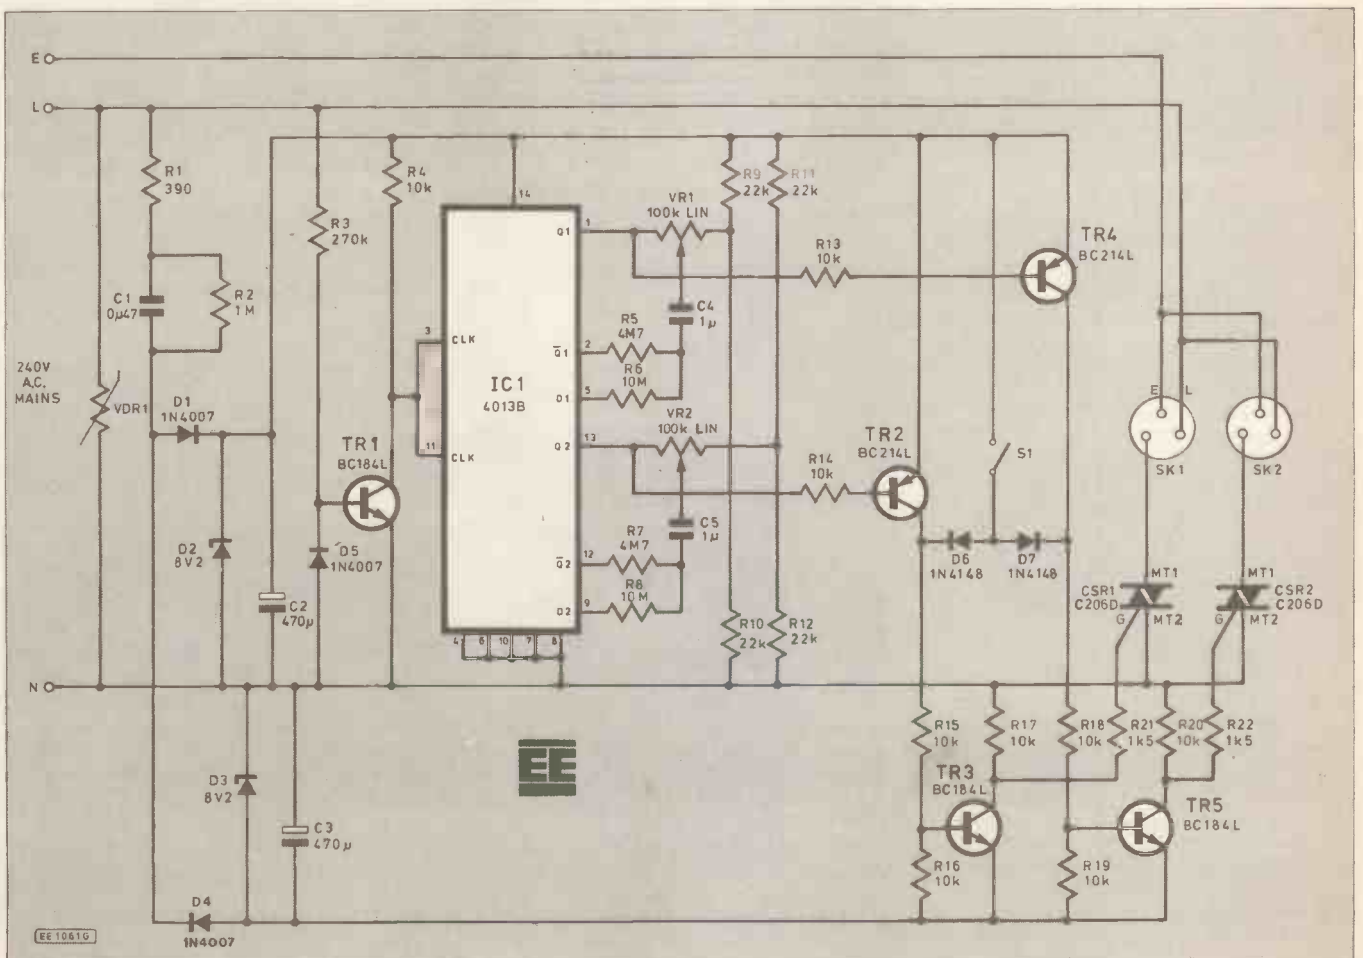 E
L
R1
390
R4
10k
R9
22k
R11
22k
14
VR1
100k LIN
1
Q1
R3
270k
R13
10k
TR4
BC214L
C1
0µ47
R2
1M
C4
1µ
3
CLK
R5
4M7
2
Q̅1
R6
10M
5
D1
IC1
4013B
240V
A.C.
MAINS
VDR1
D1
1N4007
E
L
SK1
SK2
VR2
100k LIN
13
Q2
TR1
BC184L
11
CLK
TR2
BC214L
R14
10k
S1
C5
1µ
D2
8V2
D5
1N4007
R7
4M7
12
Q̅2
R8
10M
9
D2
D6
1N4148
D7
1N4148
CSR1
C206D
MT1
G
MT2
CSR2
C206D
MT1
G
MT2
C2
470µ
4
6
10
7
8
R10
22k
R12
22k
N
R15
10k
R17
10k
R18
10k
R21
1k5
R20
10k
R22
1k5
EE
D3
8V2
TR3
BC184L
TR5
BC184L
C3
470µ
R16
10k
R19
10k
D4
1N4007
EE1061G